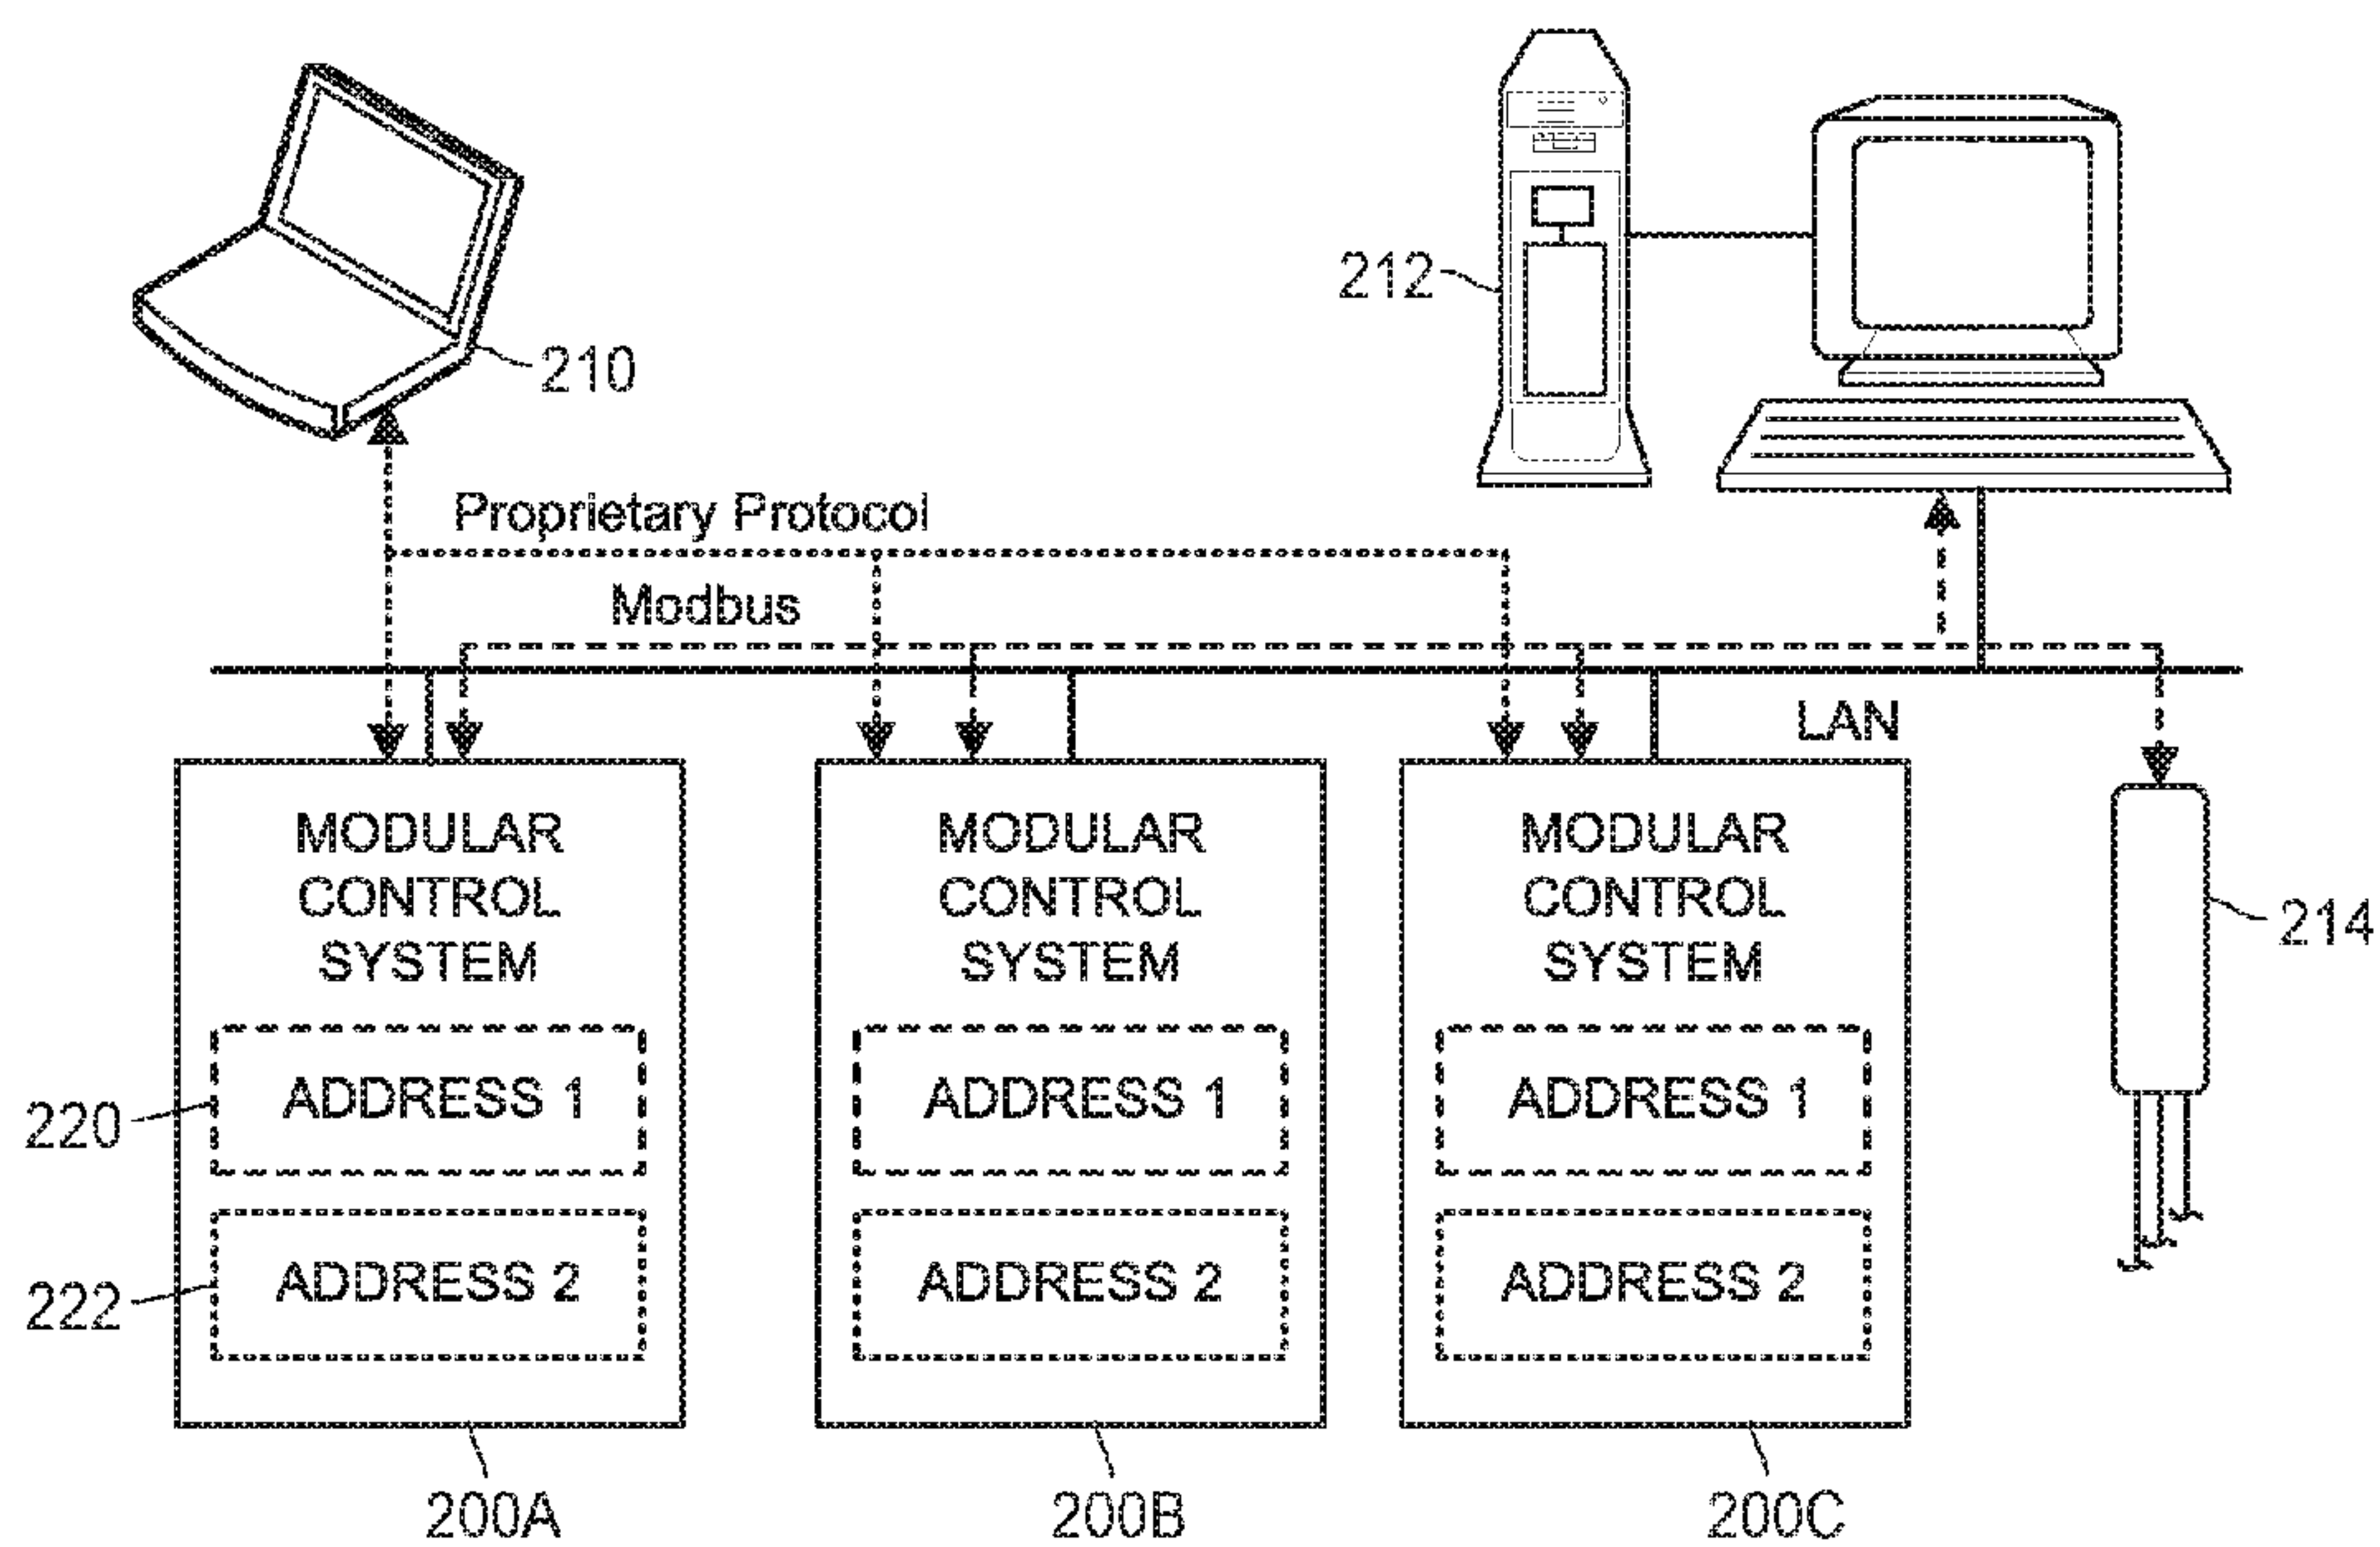 212
210
Proprietary Protocol
Modbus
LAN
MODULAR
CONTROL
SYSTEM
MODULAR
CONTROL
SYSTEM
MODULAR
CONTROL
SYSTEM
214
220
ADDRESS 1
ADDRESS 1
ADDRESS 1
222
ADDRESS 2
ADDRESS 2
ADDRESS 2
200A
200B
200C